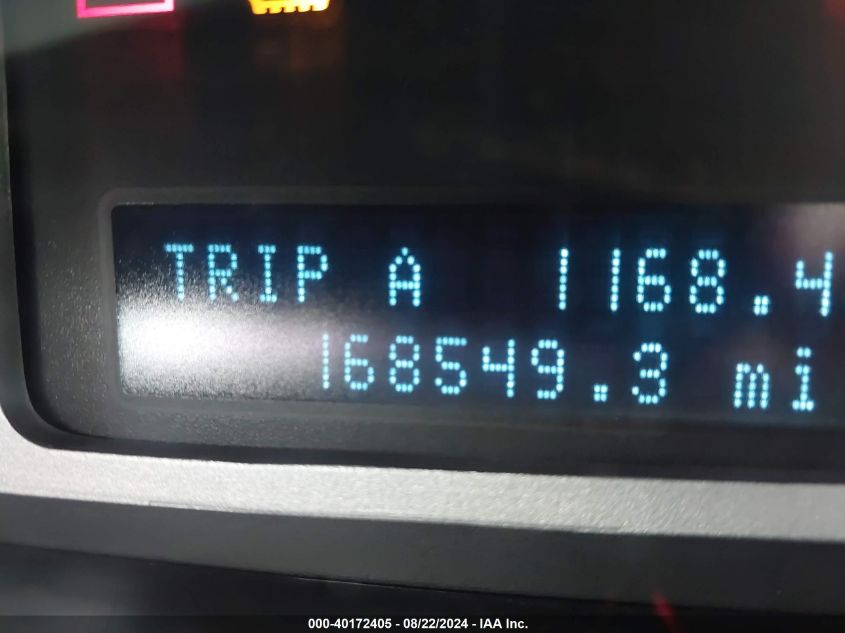 TRIP A 1168.4
168549.3 mi
000-40172405 - 08/22/2024 - IAA Inc.